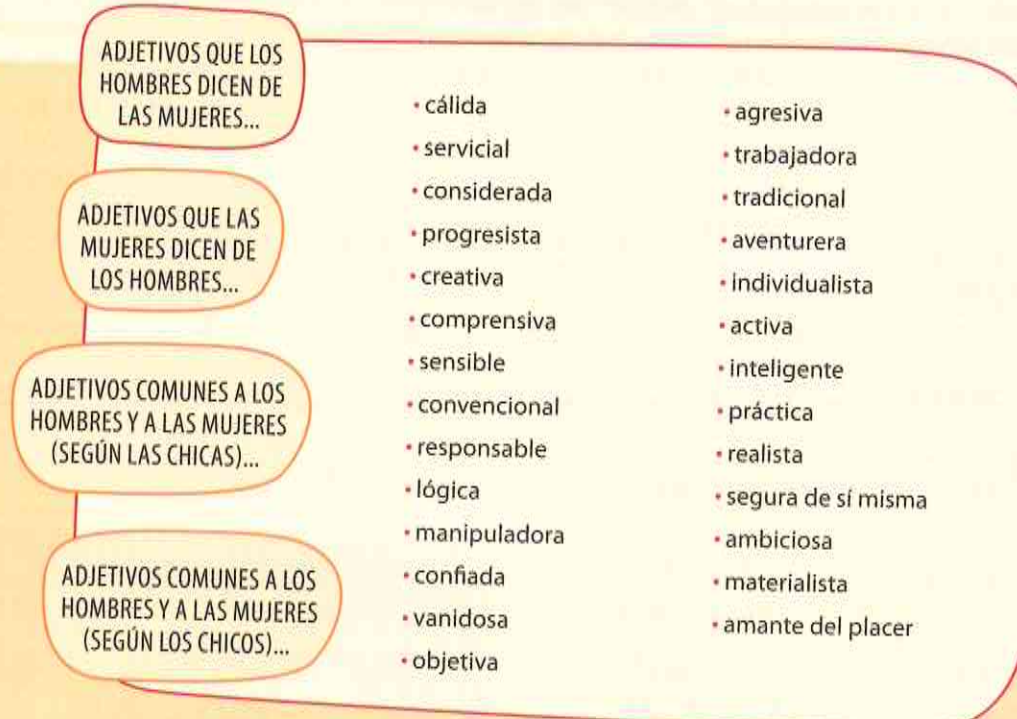 ADJETIVOS QUE LOS
HOMBRES DICEN DE
LAS MUJERES...
ADJETIVOS QUE LAS
MUJERES DICEN DE
LOS HOMBRES...
ADJETIVOS COMUNES A LOS
HOMBRES Y A LAS MUJERES
(SEGÚN LAS CHICAS)...
ADJETIVOS COMUNES A LOS
HOMBRES Y A LAS MUJERES
(SEGÚN LOS CHICOS)...
• cálida
• servicial
• considerada
• progresista
• creativa
• comprensiva
• sensible
• convencional
• responsable
• lógica
• manipuladora
• confiada
• vanidosa
• objetiva
• agresiva
• trabajadora
• tradicional
• aventurera
• individualista
• activa
• inteligente
• práctica
• realista
• segura de sí misma
• ambiciosa
• materialista
• amante del placer